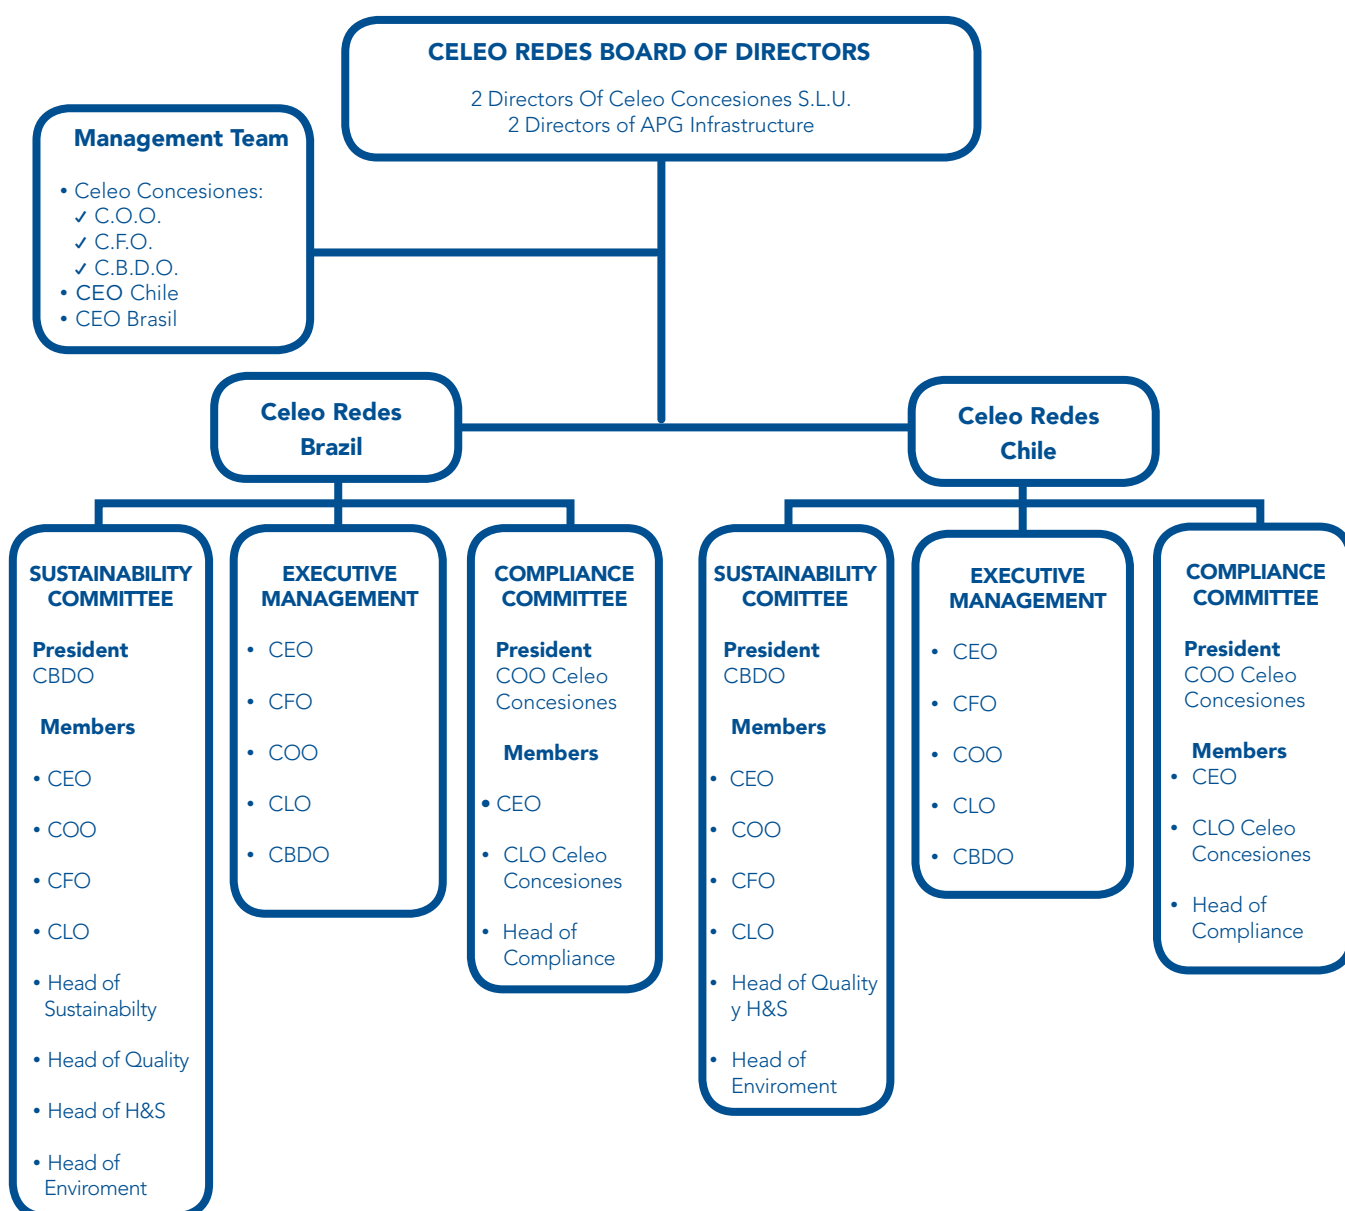 CELEO REDES BOARD OF DIRECTORS
2 Directors Of Celeo Concesiones S.L.U.
2 Directors of APG Infrastructure
Management Team
• Celeo Concesiones:
✓ C.O.O.
✓ C.F.O.
✓ C.B.D.O.
• CEO Chile
• CEO Brasil
Celeo Redes
Brazil
Celeo Redes
Chile
SUSTAINABILITY
COMMITTEE
President
CBDO
Members
• CEO
• COO
• CFO
• CLO
• Head of
Sustainabilty
• Head of Quality
• Head of H&S
• Head of
Enviroment
EXECUTIVE
MANAGEMENT
• CEO
• CFO
• COO
• CLO
• CBDO
COMPLIANCE
COMMITTEE
President
COO Celeo
Concesiones
Members
• CEO
• CLO Celeo
Concesiones
• Head of
Compliance
SUSTAINABILITY
COMITTEE
President
CBDO
Members
• CEO
• COO
• CFO
• CLO
• Head of Quality
y H&S
• Head of
Enviroment
EXECUTIVE
MANAGEMENT
• CEO
• CFO
• COO
• CLO
• CBDO
COMPLIANCE
COMMITTEE
President
COO Celeo
Concesiones
Members
• CEO
• CLO Celeo
Concesiones
• Head of
Compliance